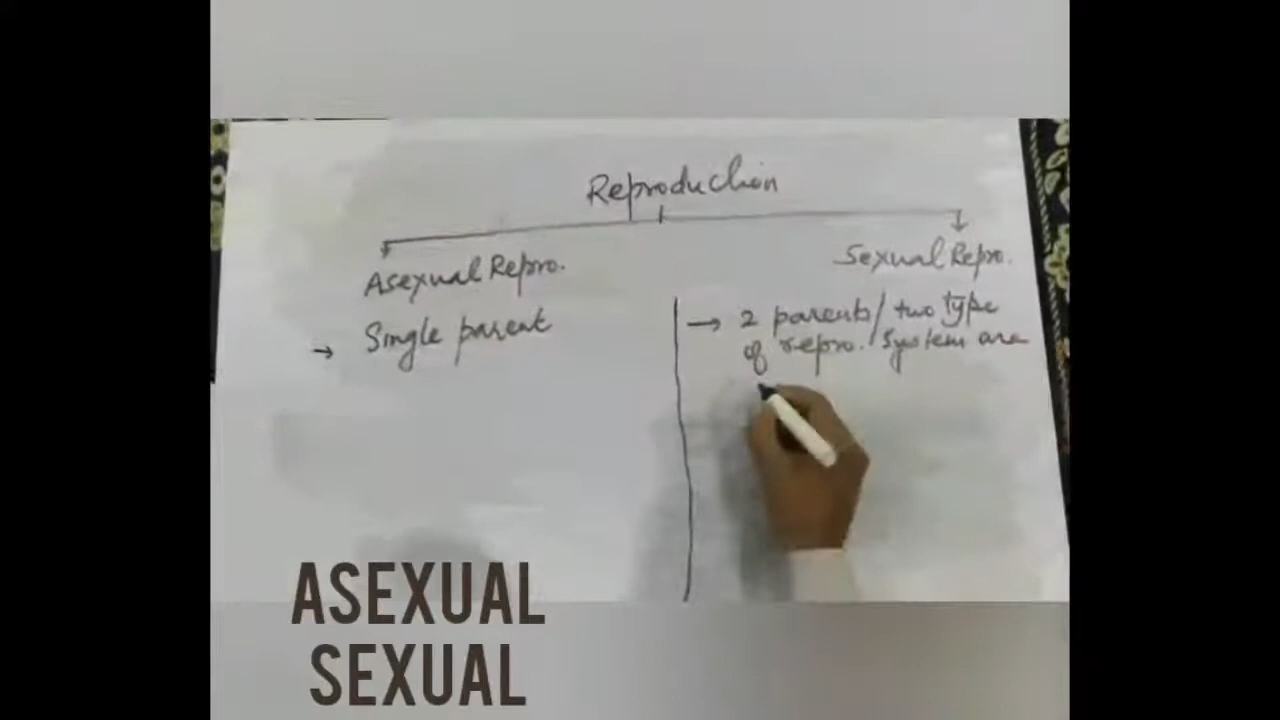 Reproduction
Asexual Repro.
Sexual Repro.
→ Single parent
→ 2 parents/two type
of repro. system are
ASEXUAL
SEXUAL